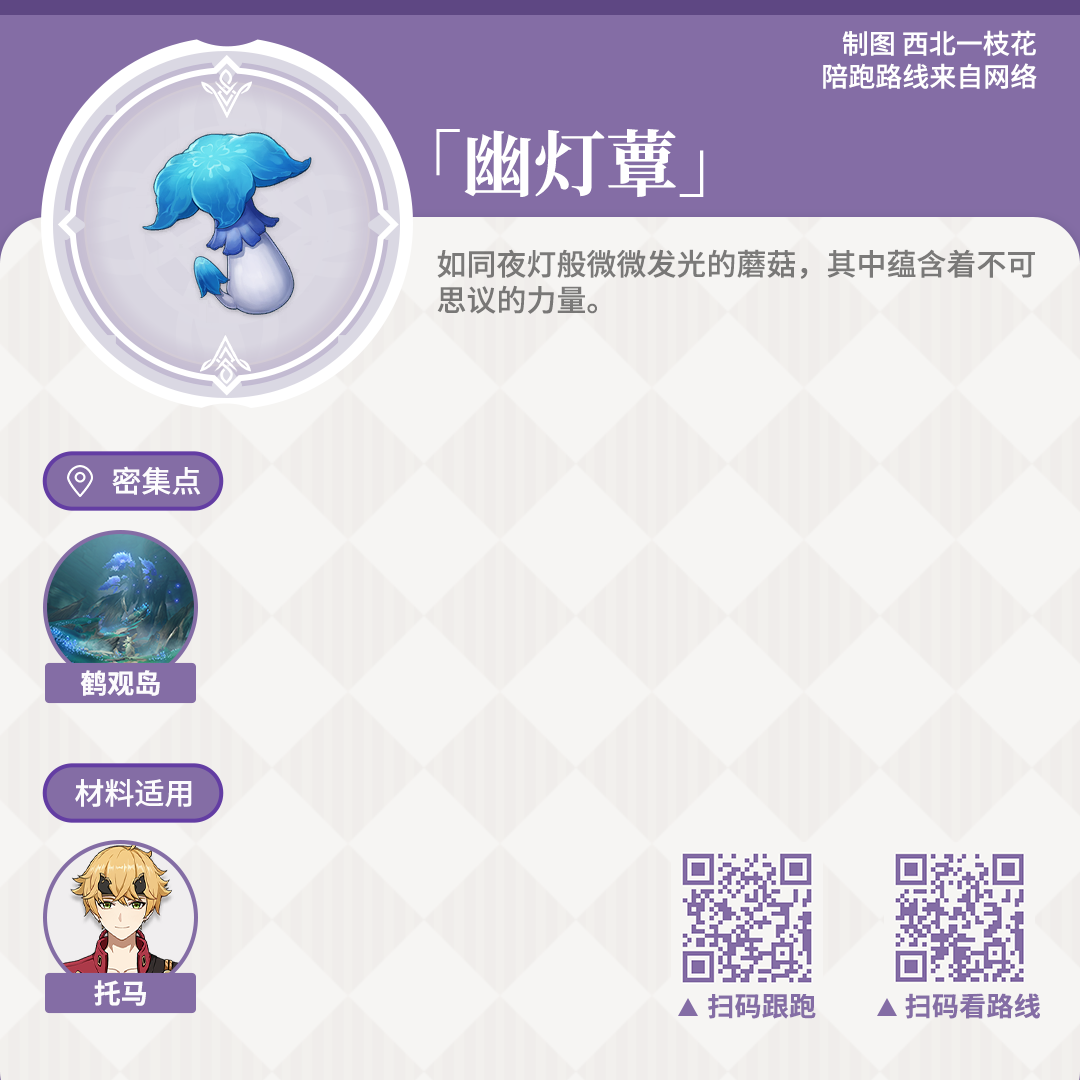 制图 西北一枝花
陪跑路线来自网络
「幽灯蕈」
如同夜灯般微微发光的蘑菇，其中蕴含着不可
思议的力量。
密集点
鹤观岛
材料适用
托马
▲ 扫码跟跑
▲ 扫码看路线